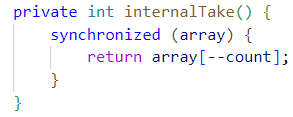 private int internalTake() {
    synchronized (array) {
        return array[--count];
    }
}